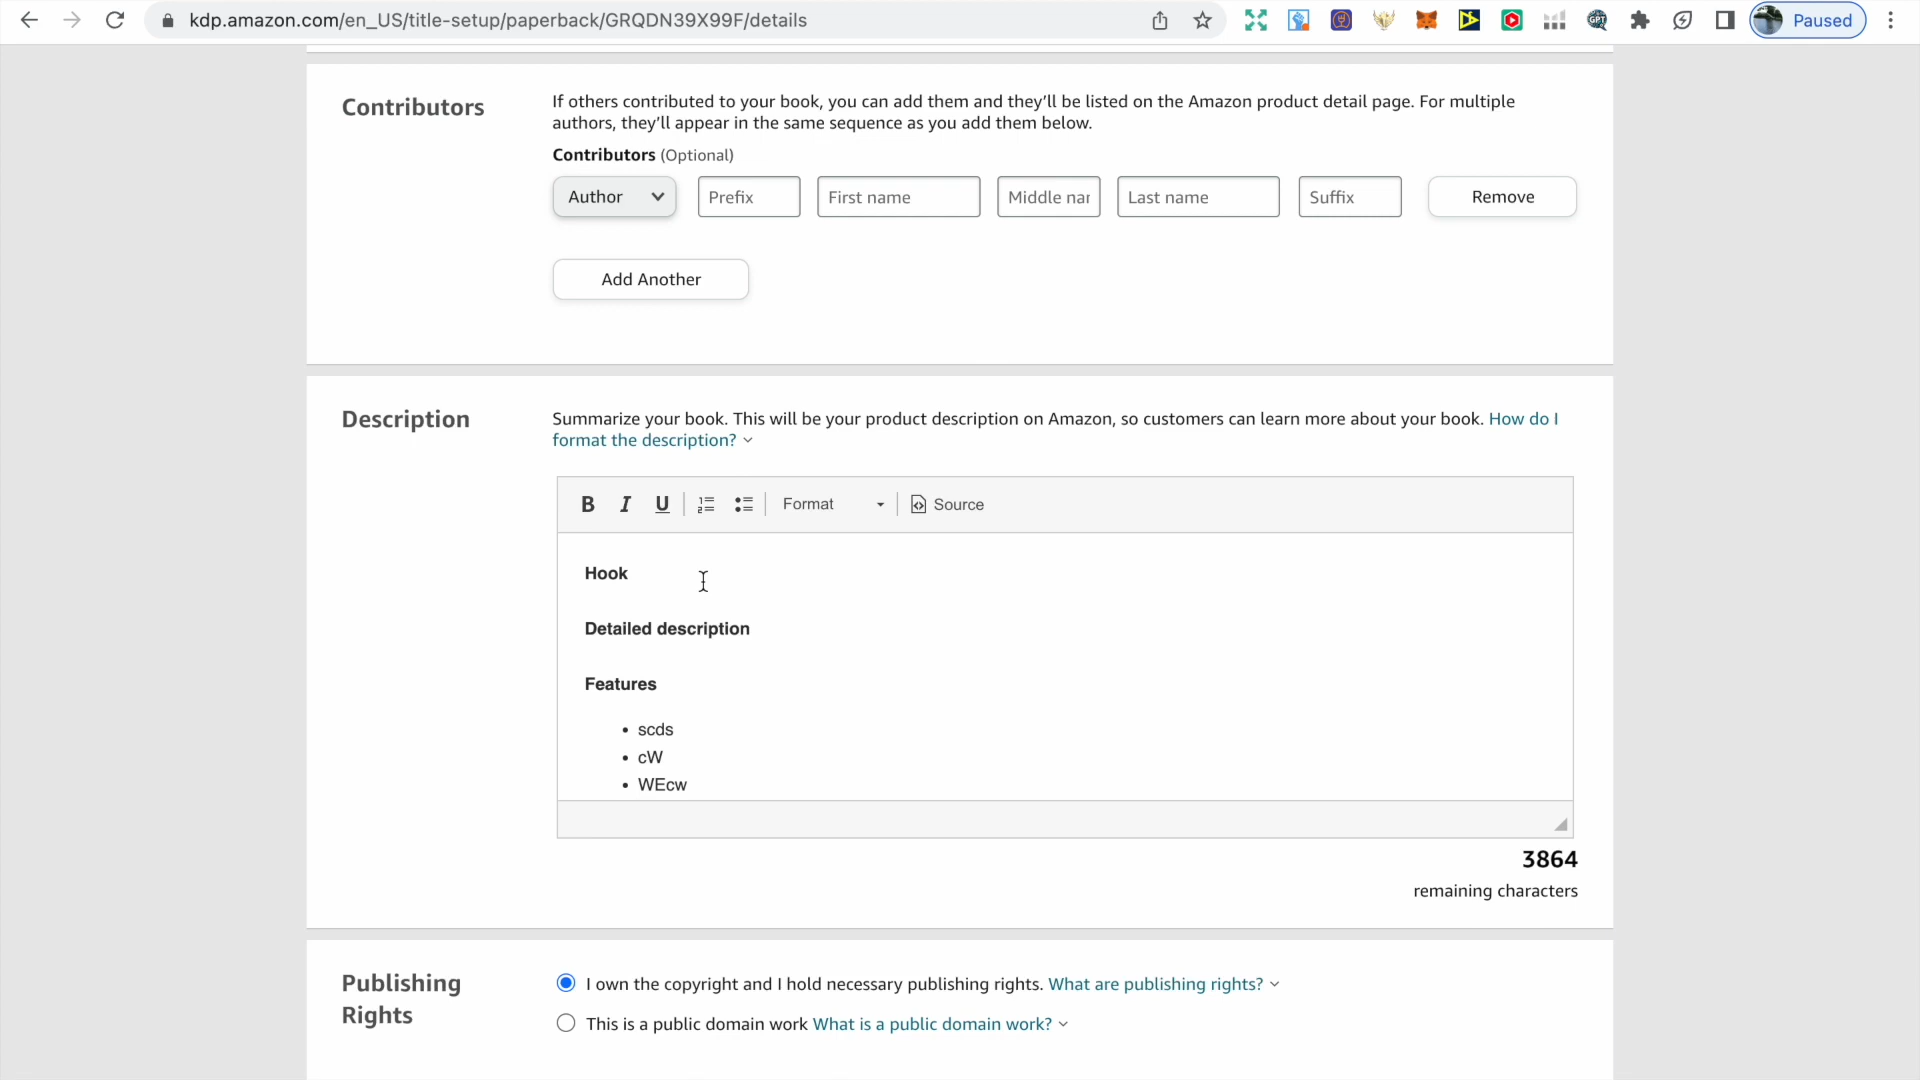 kdp.amazon.com/en_US/title-setup/paperback/GRQDN39X99F/details
GPT
Paused
Contributors
If others contributed to your book, you can add them and they'll be listed on the Amazon product detail page. For multiple
authors, they'll appear in the same sequence as you add them below.
Contributors (Optional)
Author
Prefix
First name
Middle nar
Last name
Suffix
Remove
Add Another
Description
Summarize your book. This will be your product description on Amazon, so customers can learn more about your book. How do I
format the description?
B I U
Format
Source
Hook
Detailed description
Features
• scds
• cW
• WEcw
3864
remaining characters
Publishing
Rights
I own the copyright and I hold necessary publishing rights. What are publishing rights?
This is a public domain work What is a public domain work?